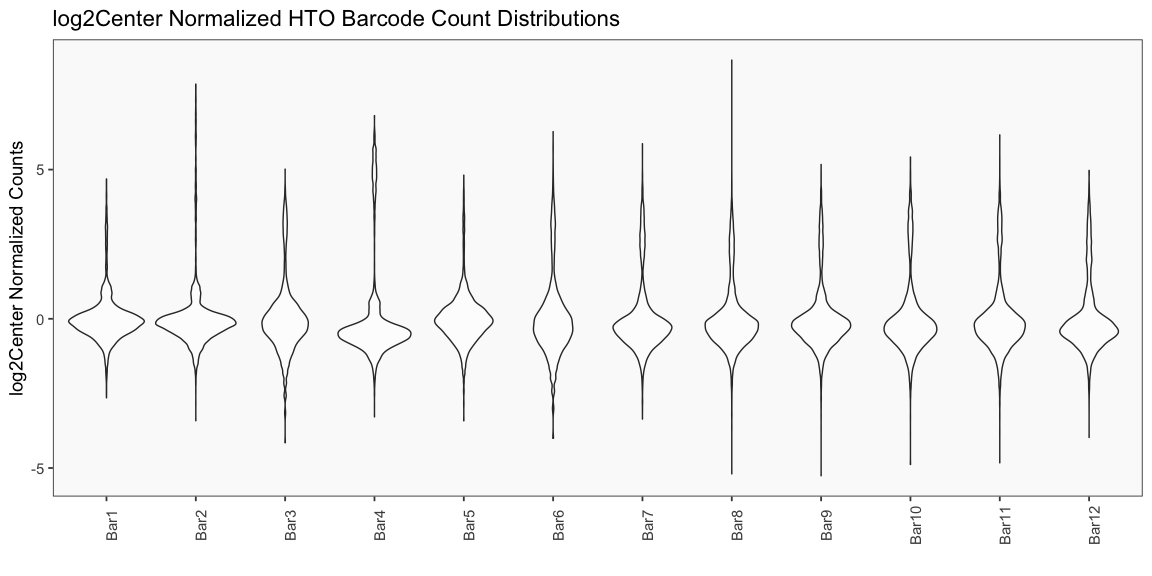 log2Center Normalized HTO Barcode Count Distributions
log2Center Normalized Counts
5
0
-5
Bar1
Bar2
Bar3
Bar4
Bar5
Bar6
Bar7
Bar8
Bar9
Bar10
Bar11
Bar12